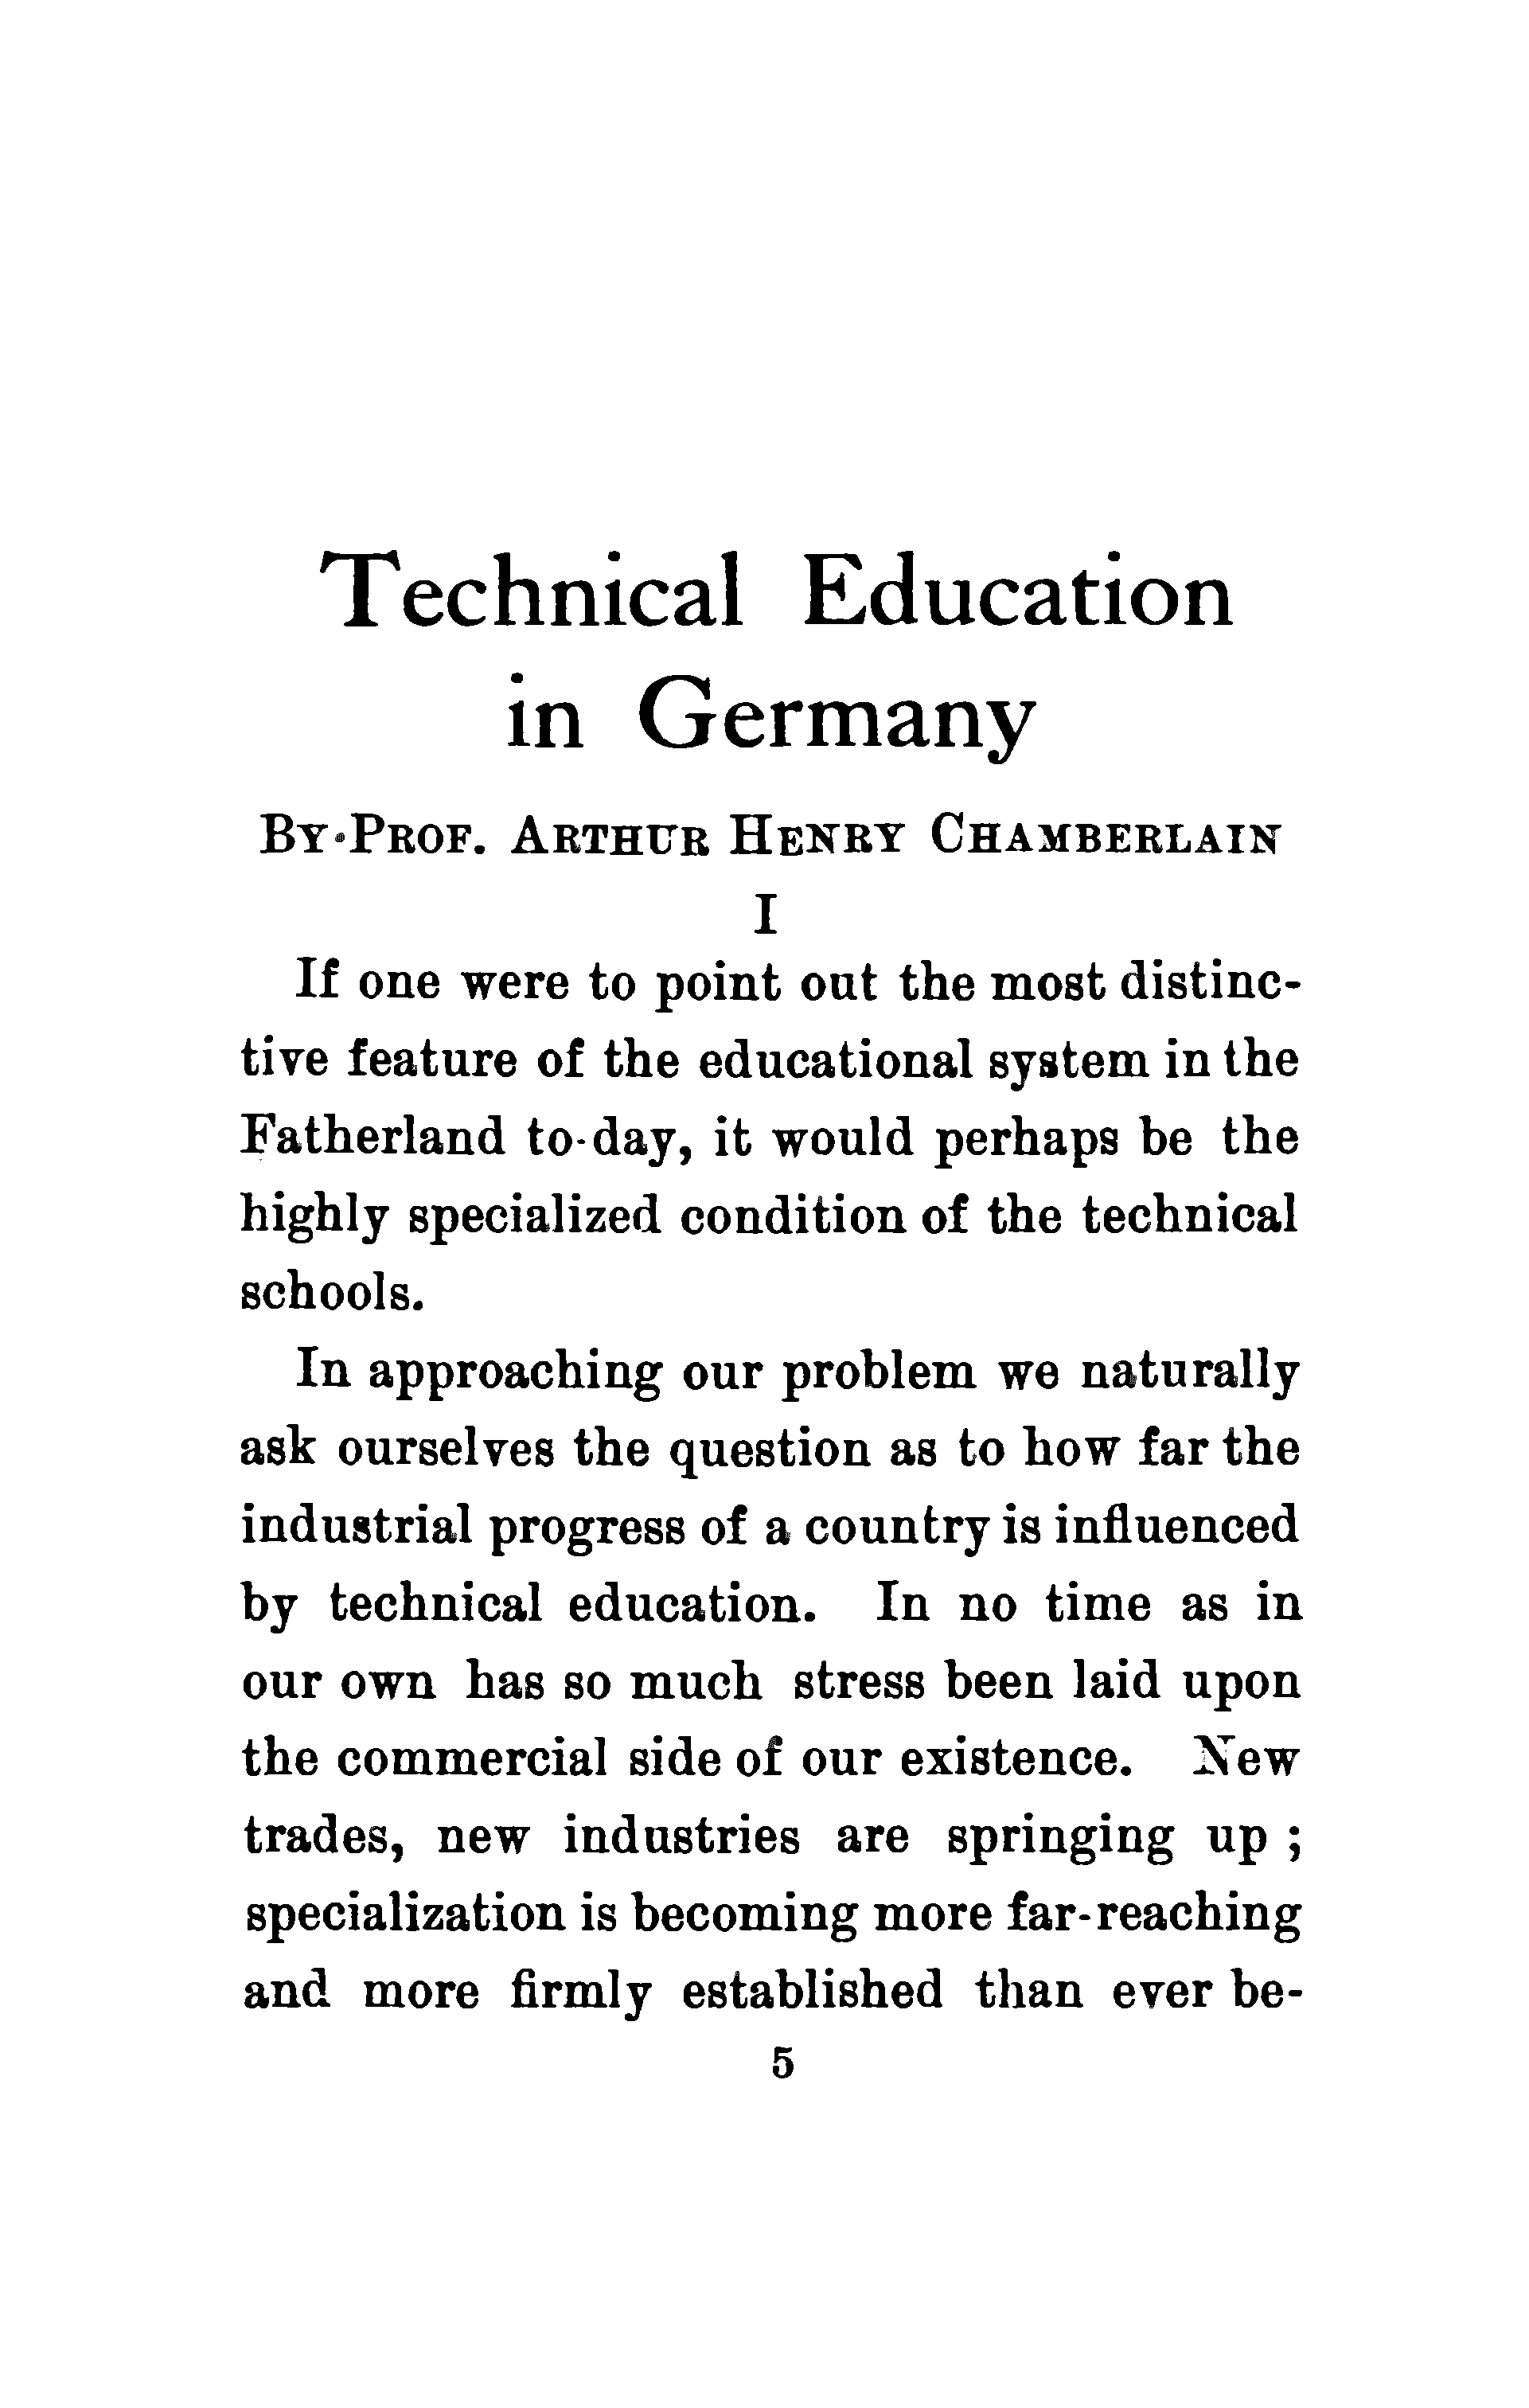 Technical Education
in Germany
By Prof. Arthur Henry Chamberlain
I
If one were to point out the most distinc-
tive feature of the educational system in the
Fatherland to-day, it would perhaps be the
highly specialized condition of the technical
schools.
In approaching our problem we naturally
ask ourselves the question as to how far the
industrial progress of a country is influenced
by technical education. In no time as in
our own has so much stress been laid upon
the commercial side of our existence. New
trades, new industries are springing up ;
specialization is becoming more far-reaching
and more firmly established than ever be-
5